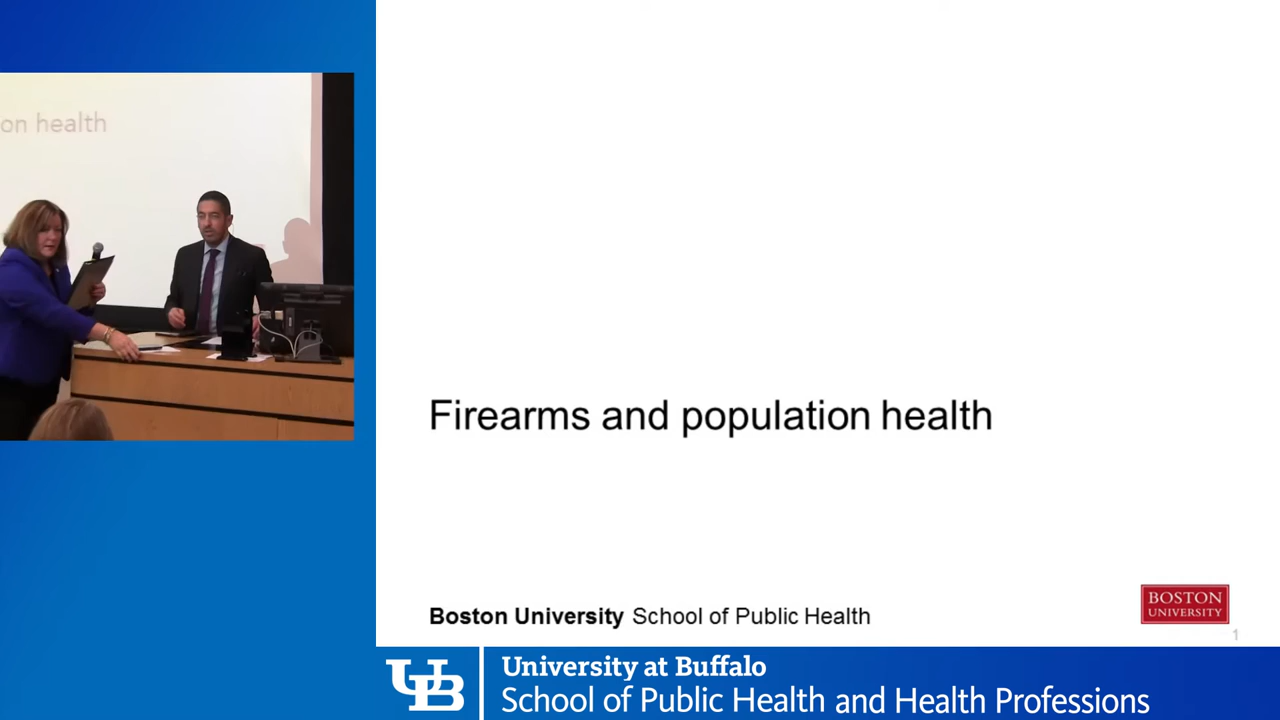 on health
Firearms and population health
Boston University School of Public Health
BOSTON
UNIVERSITY
1
UB
University at Buffalo
School of Public Health and Health Professions